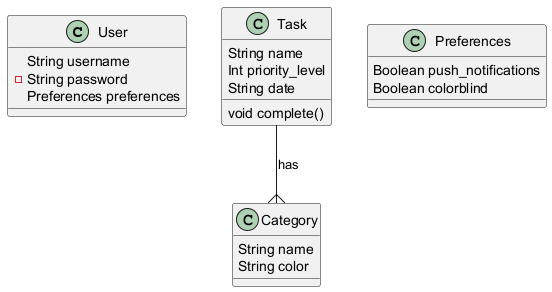 C User
String username
String password
Preferences preferences
C Task
String name
Int priority_level
String date
void complete()
C Preferences
Boolean push_notifications
Boolean colorblind
has
C Category
String name
String color